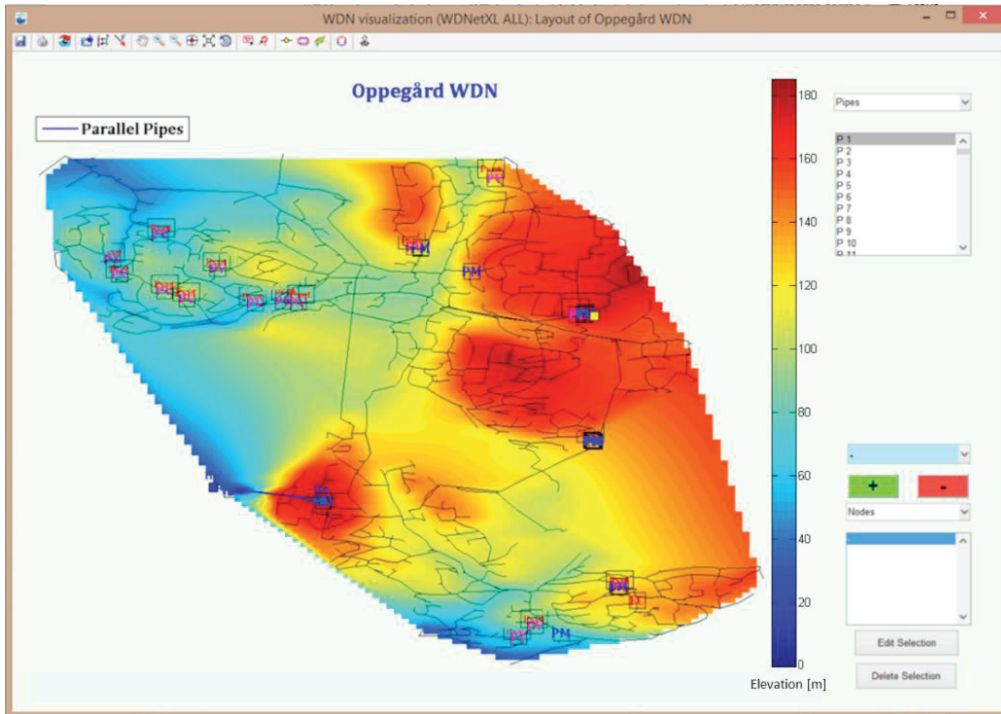 WDN visualization (WDNetXL ALL): Layout of Oppegård WDN
Oppegård WDN
Parallel Pipes
180
160
140
120
100
80
60
40
20
0
Elevation [m]
PM
PM
PM
Pipes
P 1
P 2
P 3
P 4
P 5
P 6
P 7
P 8
P 9
P 10
P 11
-
+
-
Nodes
-
Edit Selection
Delete Selection